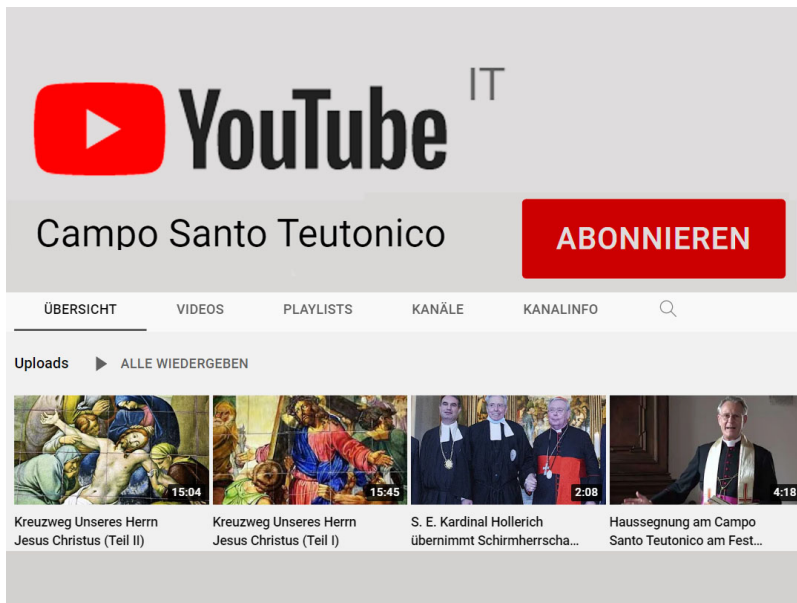 YouTube IT
Campo Santo Teutonico
ABONNIEREN
ÜBERSICHT VIDEOS PLAYLISTS KANÄLE KANALINFO
Uploads ALLE WIEDERGEBEN
15:04 15:45 2:08 4:18
Kreuzweg Unseres Herrn
Jesus Christus (Teil II)
Kreuzweg Unseres Herrn
Jesus Christus (Teil I)
S. E. Kardinal Hollerich
übernimmt Schirmherrscha...
Haussegnung am Campo
Santo Teutonico am Fest...